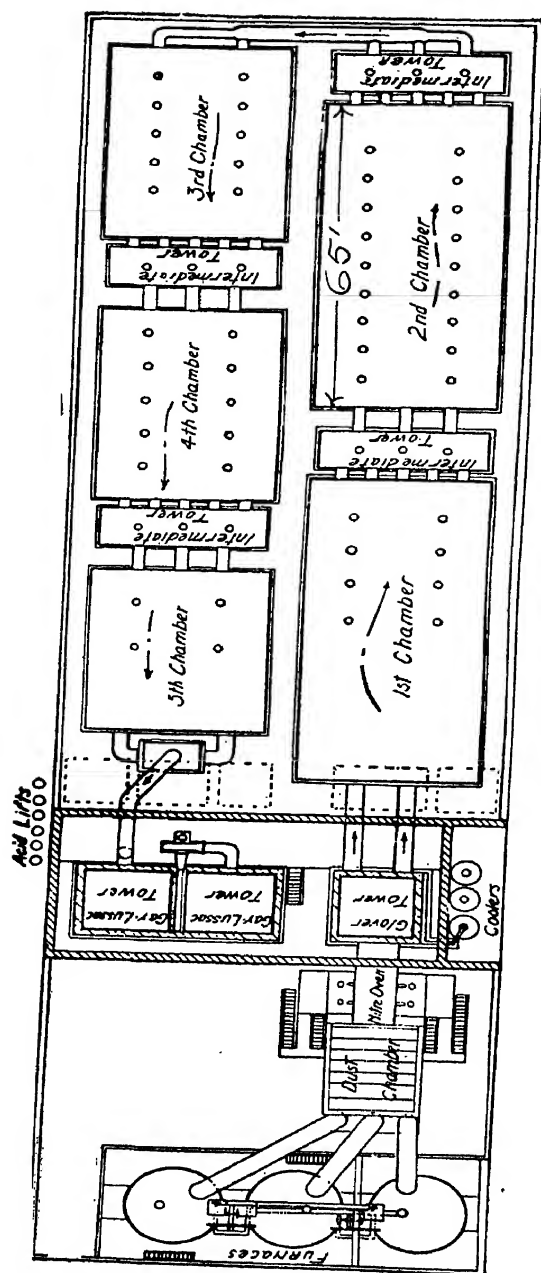 Intermediate
Tower
3rd Chamber
65'
2nd Chamber
Intermediate
Tower
4th Chamber
Intermediate
Tower
Intermediate
Tower
5th Chamber
1st Chamber
Acid Lifts
Gay-Lussac
Tower
Gay-Lussac
Tower
Glover
Tower
Coolers
Nitre Oven
Dust
Chamber
FURNACES